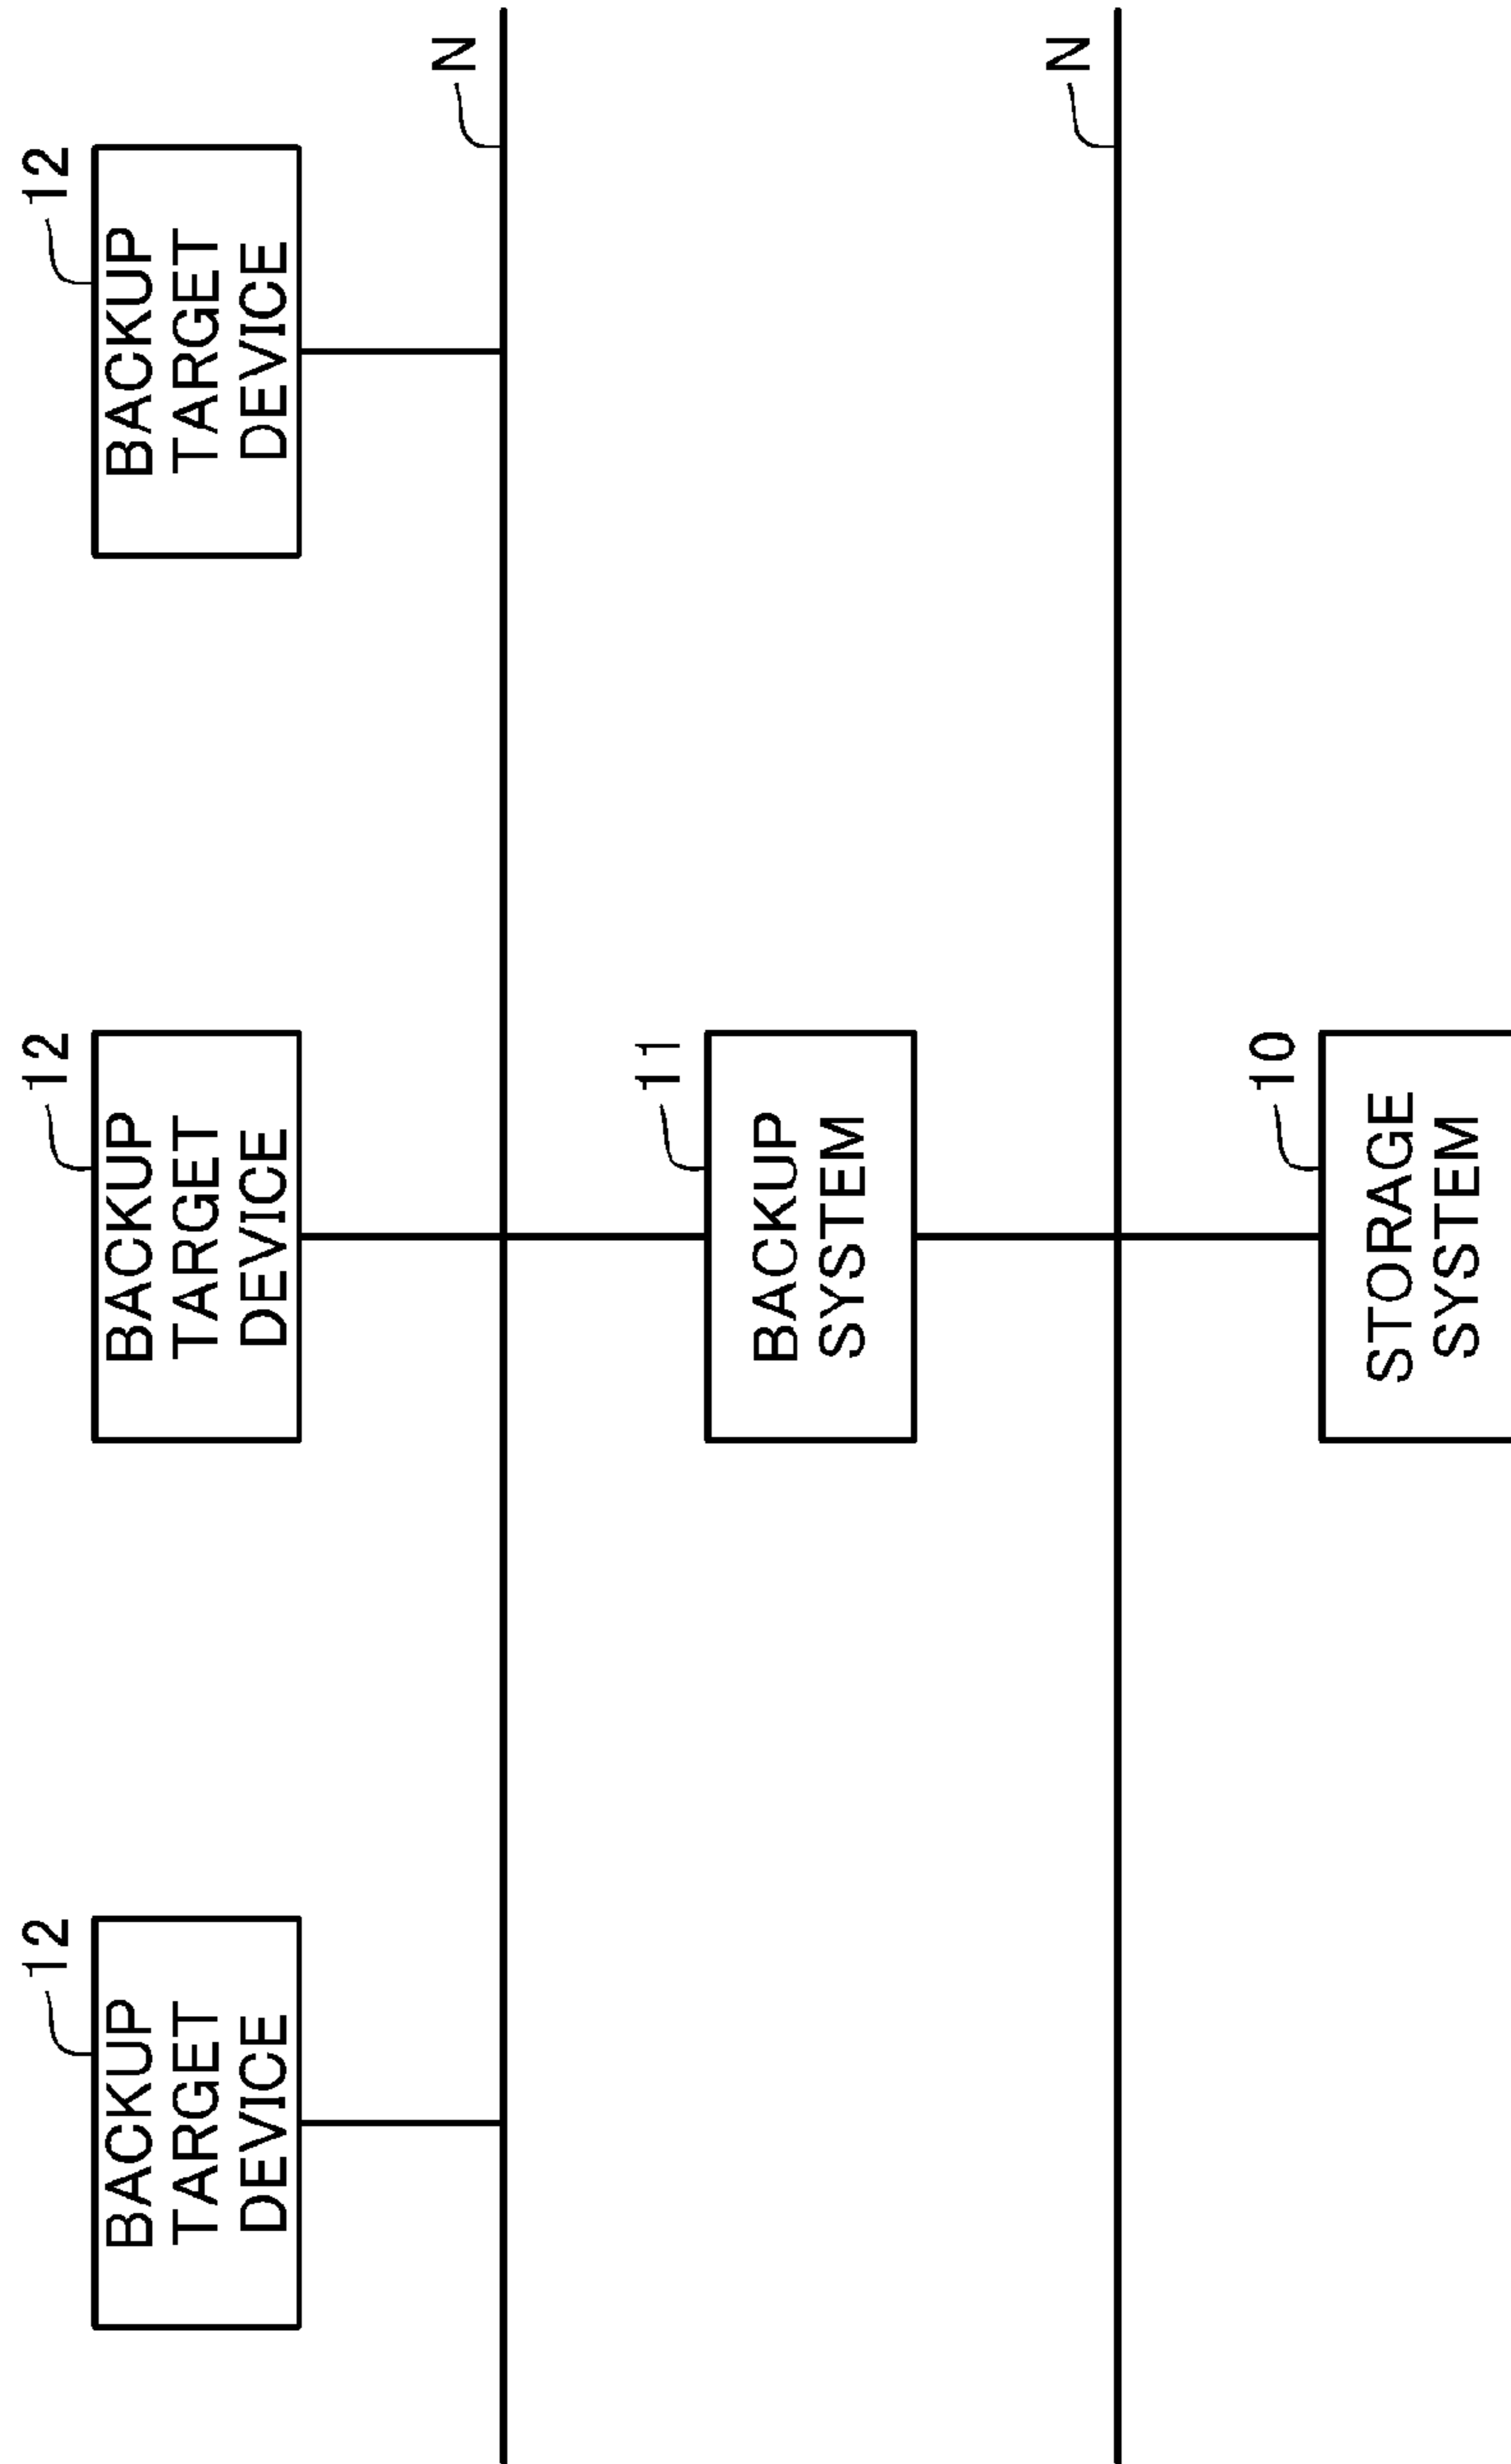 12
BACKUP
TARGET
DEVICE
12
BACKUP
TARGET
DEVICE
12
BACKUP
TARGET
DEVICE
N
11
BACKUP
SYSTEM
N
10
STORAGE
SYSTEM